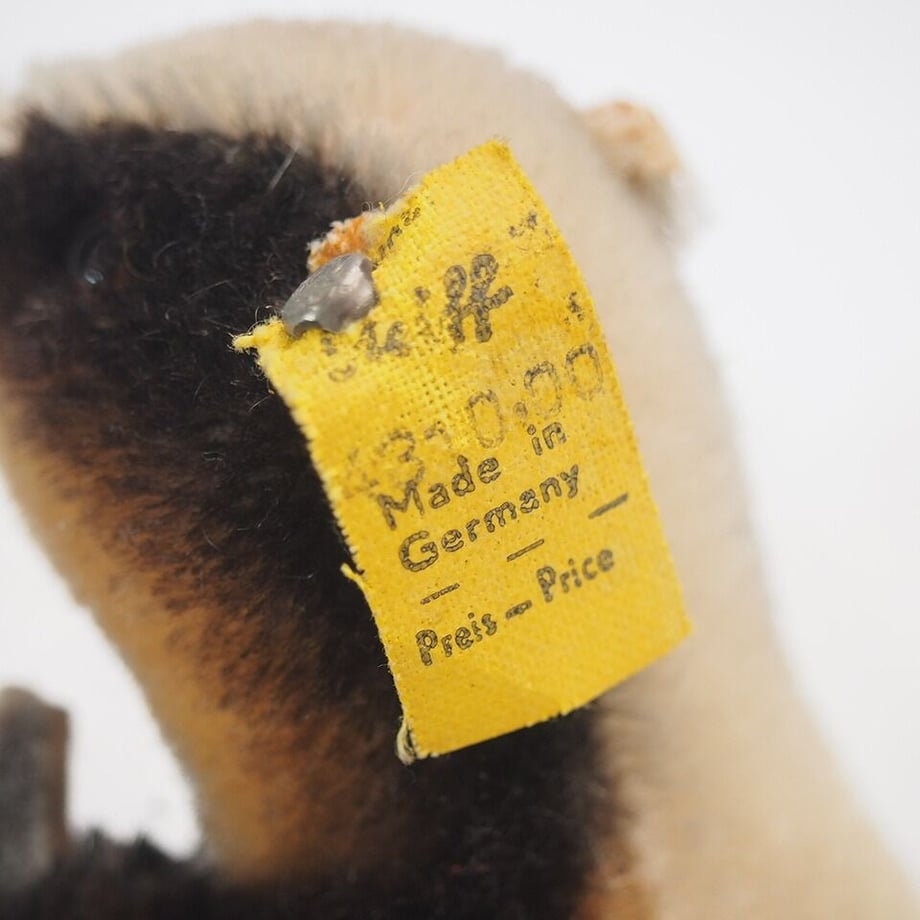 Steiff
Made in
Germany
Preis — Price